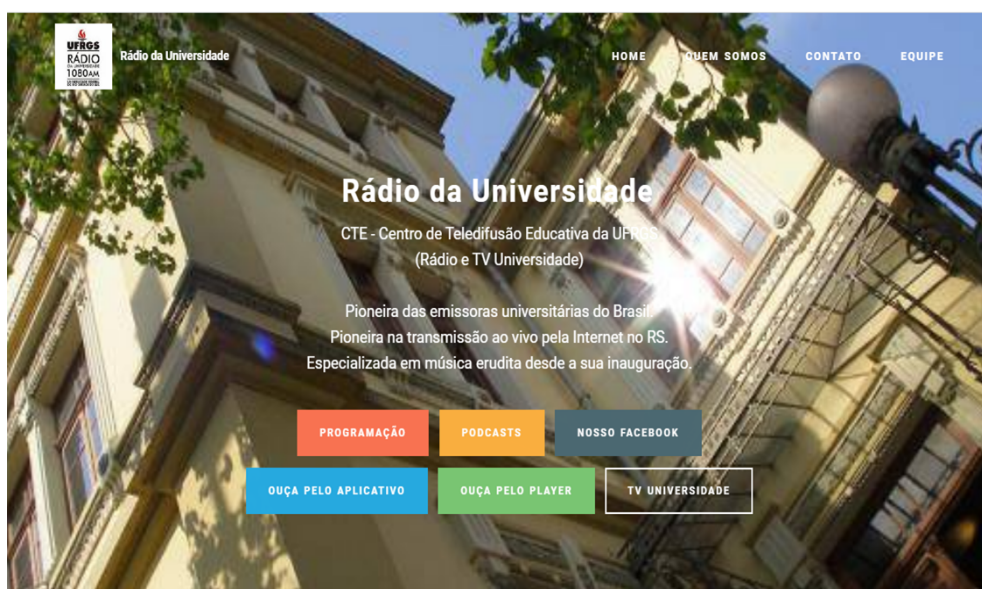 UFRGS
RÁDIO
DA UNIVERSIDADE
1080AM
Rádio da Universidade
HOME
QUEM SOMOS
CONTATO
EQUIPE
Rádio da Universidade
CTE - Centro de Teledifusão Educativa da UFRGS
(Rádio e TV Universidade)
Pioneira das emissoras universitárias do Brasil.
Pioneira na transmissão ao vivo pela Internet no RS.
Especializada em música erudita desde a sua inauguração.
PROGRAMAÇÃO
PODCASTS
NOSSO FACEBOOK
OUÇA PELO APLICATIVO
OUÇA PELO PLAYER
TV UNIVERSIDADE